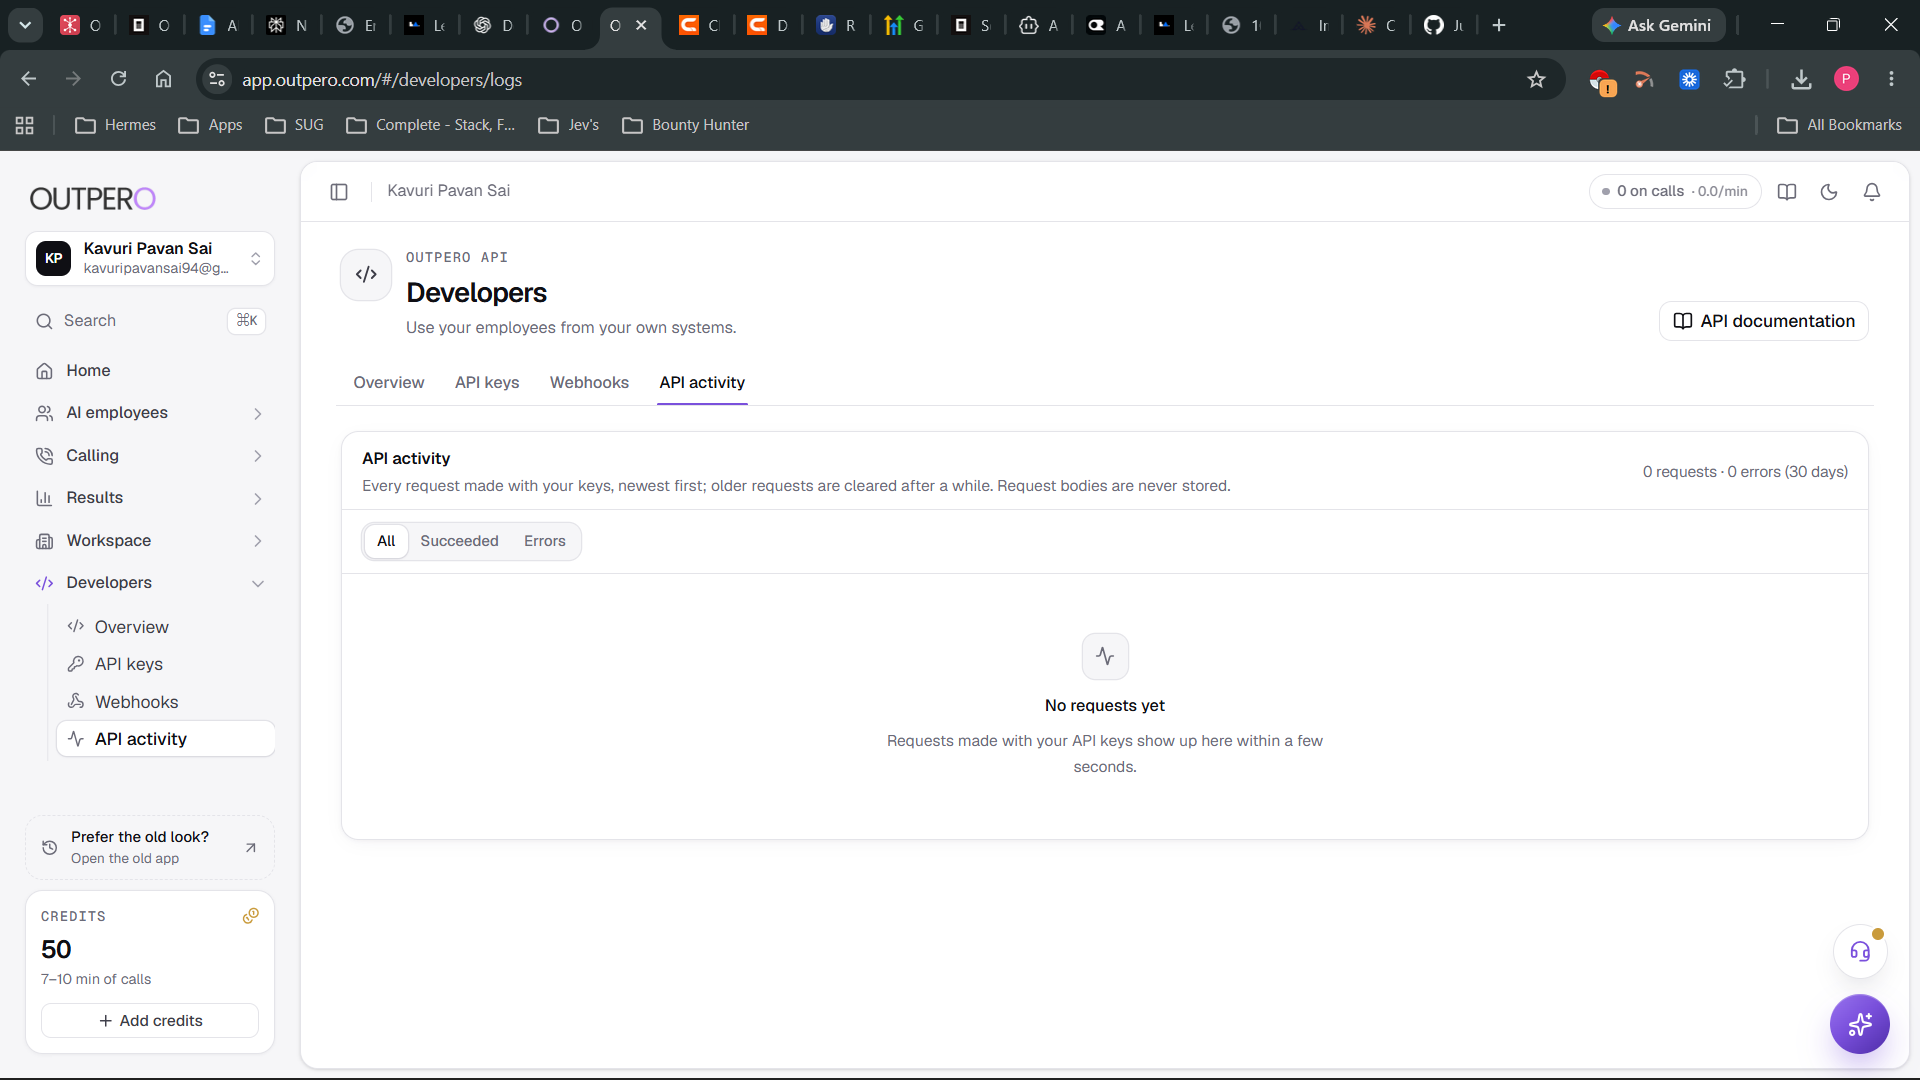 O
O
A
N
Er
Le
D
O
O
C
D
R
G
S
A
A
Le
1
In
C
Ju
Ask Gemini
app.outpero.com/#/developers/logs
P
Hermes
Apps
SUG
Complete - Stack, F...
Jev's
Bounty Hunter
All Bookmarks
OUTPERO
KP
Kavuri Pavan Sai
kavuripavansai94@g...
Search
⌘K
Home
AI employees
Calling
Results
Workspace
Developers
Overview
API keys
Webhooks
API activity
Prefer the old look?
Open the old app
CREDITS
50
7–10 min of calls
+ Add credits
Kavuri Pavan Sai
0 on calls · 0.0/min
OUTPERO API
Developers
Use your employees from your own systems.
API documentation
Overview
API keys
Webhooks
API activity
API activity
Every request made with your keys, newest first; older requests are cleared after a while. Request bodies are never stored.
0 requests · 0 errors (30 days)
All
Succeeded
Errors
No requests yet
Requests made with your API keys show up here within a few
seconds.